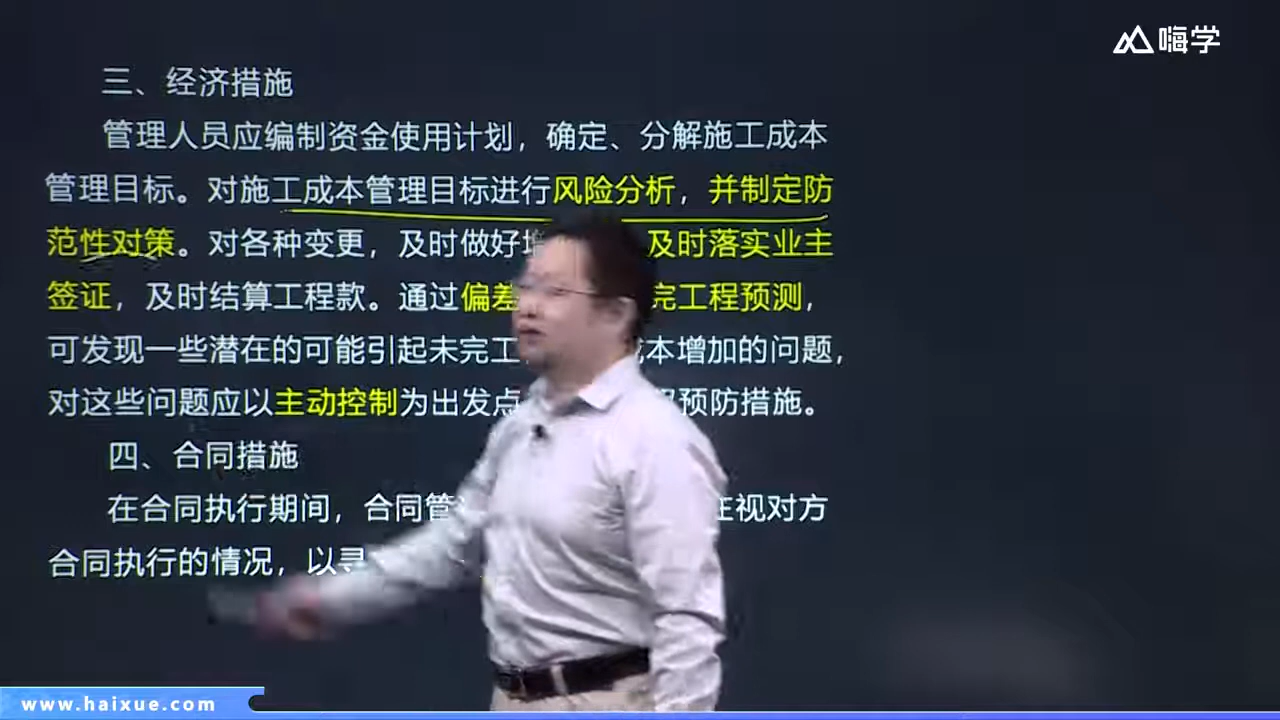 嗨学
三、经济措施
管理人员应编制资金使用计划，确定、分解施工成本
管理目标。对施工成本管理目标进行风险分析，并制定防
范性对策。对各种变更，及时做好 及时落实业主
签证，及时结算工程款。通过偏差 完工程预测，
可发现一些潜在的可能引起未完工 本增加的问题，
对这些问题应以主动控制为出发点 预防措施。
四、合同措施
在合同执行期间，合同管 视对方
合同执行的情况，以寻
www.haixue.com